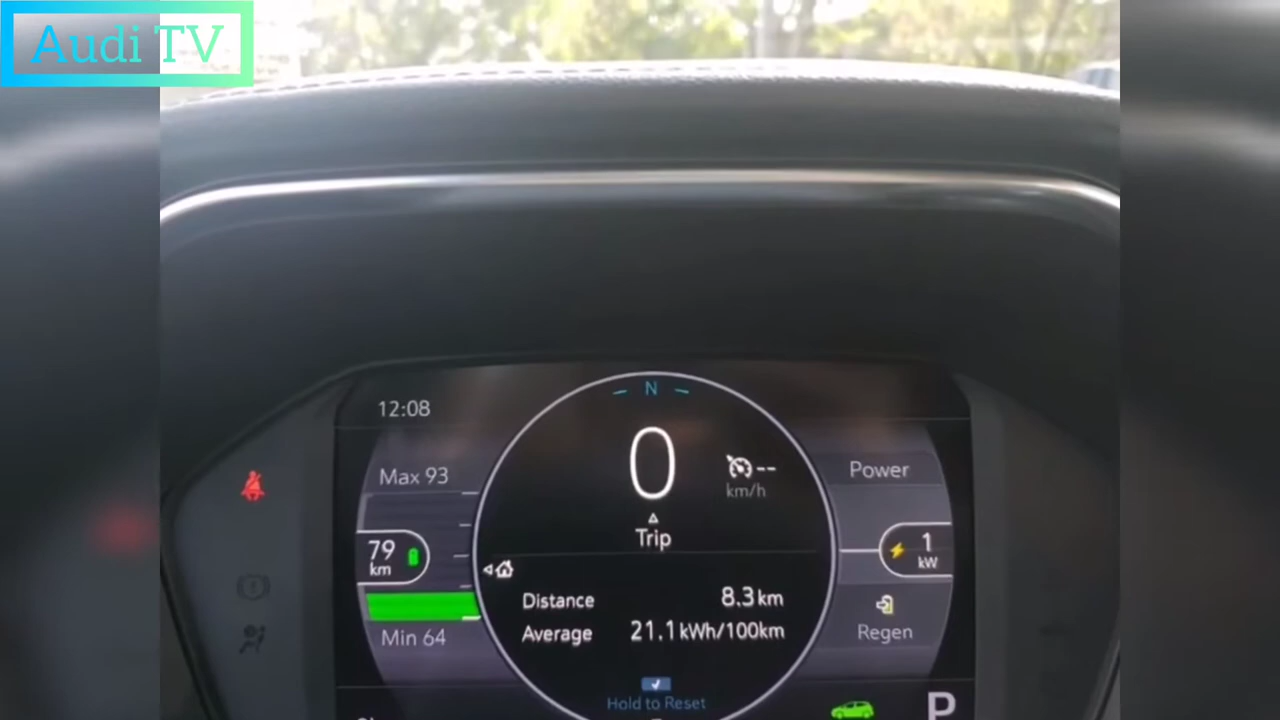 Audi TV
N
12:08
0
--
km/h
Max 93
Power
Trip
79
km
1
kW
Distance 8.3 km
Average 21.1 kWh/100km
Min 64
Regen
Hold to Reset
P